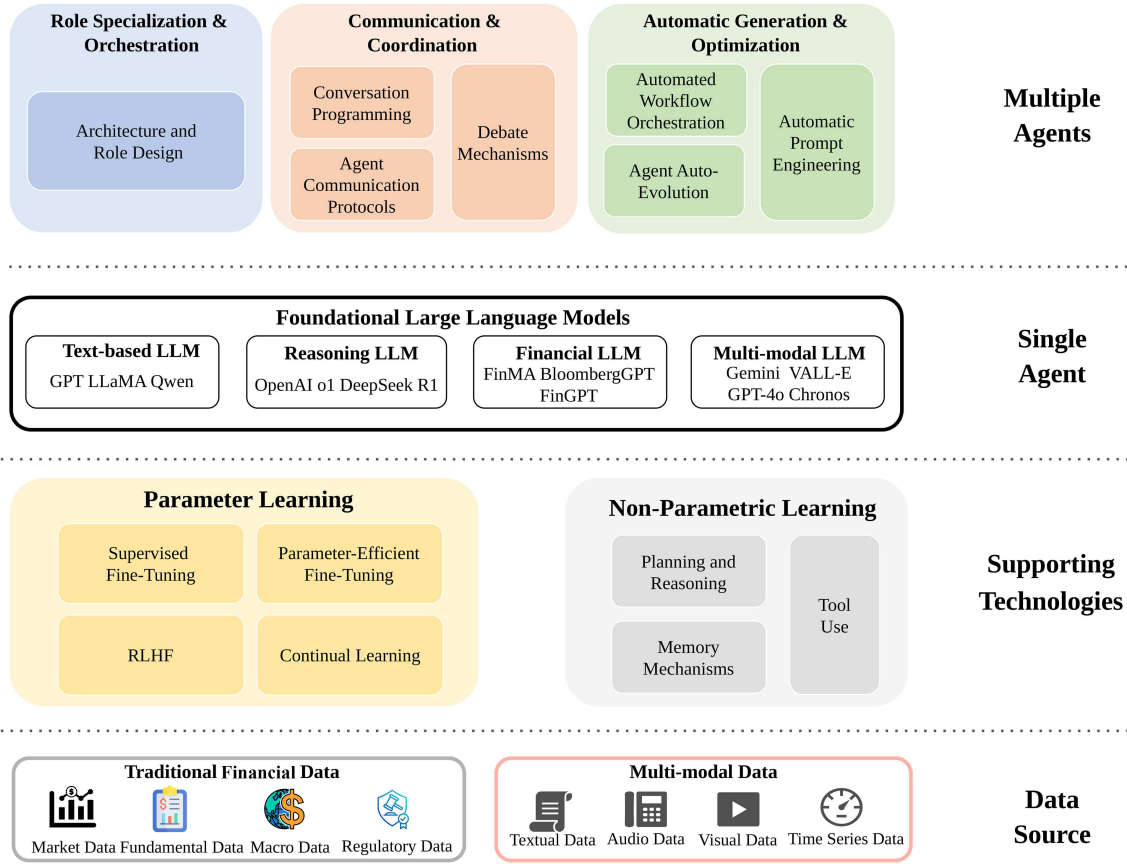 Role Specialization &
Orchestration
Architecture and
Role Design
Communication &
Coordination
Conversation
Programming
Agent
Communication
Protocols
Debate
Mechanisms
Automatic Generation &
Optimization
Automated
Workflow
Orchestration
Agent Auto-
Evolution
Automatic
Prompt
Engineering
Multiple
Agents
Foundational Large Language Models
Text-based LLM
GPT LLaMA Qwen
Reasoning LLM
OpenAI o1 DeepSeek R1
Financial LLM
FinMA BloombergGPT
FinGPT
Multi-modal LLM
Gemini VALL-E
GPT-4o Chronos
Single
Agent
Parameter Learning
Supervised
Fine-Tuning
Parameter-Efficient
Fine-Tuning
RLHF
Continual Learning
Non-Parametric Learning
Planning and
Reasoning
Memory
Mechanisms
Tool
Use
Supporting
Technologies
Traditional Financial Data
Market Data
Fundamental Data
Macro Data
Regulatory Data
Multi-modal Data
Textual Data
Audio Data
Visual Data
Time Series Data
Data
Source